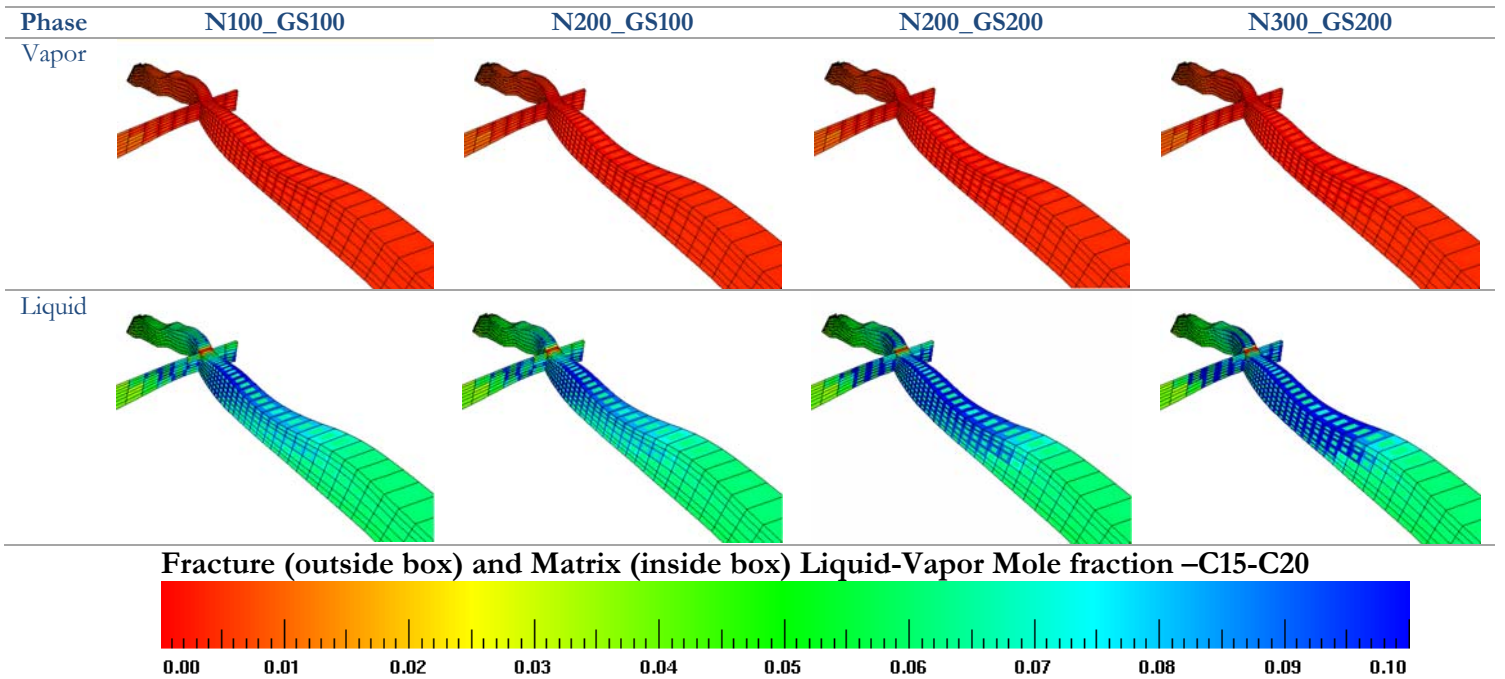 Phase N100_GS100 N200_GS100 N200_GS200 N300_GS200
Vapor
Liquid
Fracture (outside box) and Matrix (inside box) Liquid-Vapor Mole fraction –C15-C20
0.00 0.01 0.02 0.03 0.04 0.05 0.06 0.07 0.08 0.09 0.10